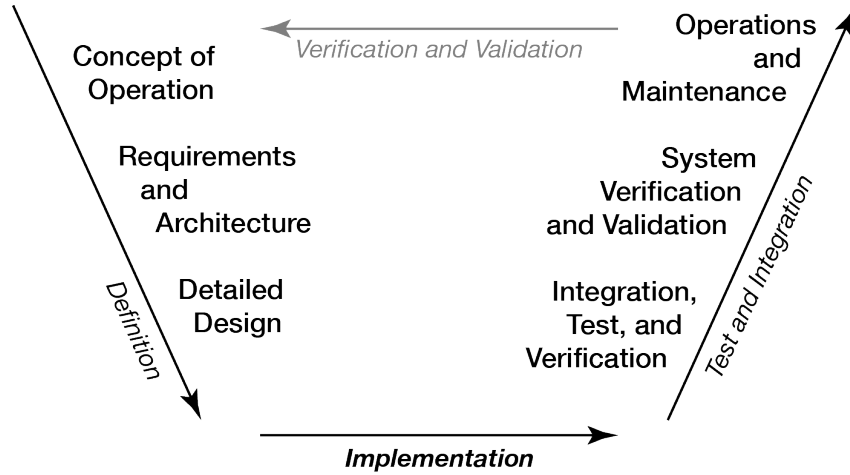 Concept of
Operation
Requirements
and
Architecture
Detailed
Design
Definition
Implementation
Integration,
Test, and
Verification
System
Verification
and Validation
Operations
and
Maintenance
Test and Integration
Verification and Validation